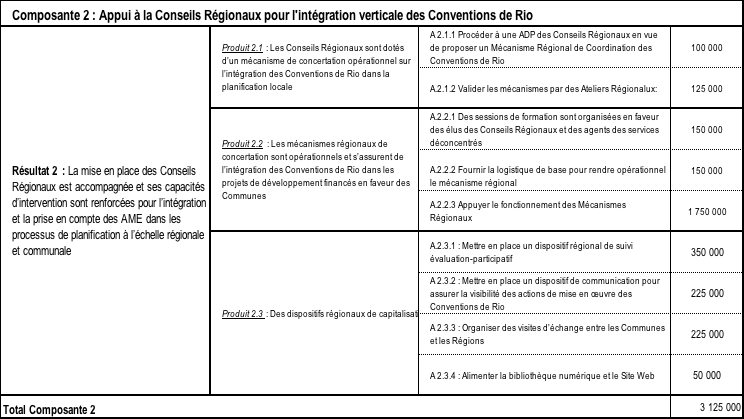 Composante 2 : Appui à la Conseils Régionaux pour l'intégration verticale des Conventions de Rio
Résultat 2 : La mise en place des Conseils
Régionaux est accompagnée et ses capacités
d'intervention sont renforcées pour l'intégration
et la prise en compte des AME dans les
processus de planification à l'échelle régionale
et communale
Produit 2.1 : Les Conseils Régionaux sont dotés
d'un mécanisme de concertation opérationnel sur
l'intégration des Conventions de Rio dans la
planification locale
A 2.1.1 Procéder à une ADP des Conseils Régionaux en vue
de proposer un Mécanisme Régional de Coordination des
Conventions de Rio
100 000
A.2.1.2 Valider les mécanismes par des Ateliers Régionalux:
125 000
Produit 2.2 : Les mécanismes régionaux de
concertation sont opérationnels et s'assurent de
l'intégration des Conventions de Rio dans les
projets de développement financés en faveur des
Communes
A.2.2.1 Des sessions de formation sont organisées en faveur
des élus des Conseils Régionaux et des agents des services
déconcentrés
150 000
A.2.2.2 Fournir la logistique de base pour rendre opérationnel
le mécanisme régional
150 000
A.2.2.3 Appuyer le fonctionnement des Mécanismes
Régionaux
1 750 000
Produit 2.3 : Des dispositifs régionaux de capitalisati
A.2.3.1 : Mettre en place un dispositif régional de suivi
évaluation-participatif
350 000
A.2.3.2 : Mettre en place un dispositif de communication pour
assurer la visibilité des actions de mise en œuvre des
Conventions de Rio
225 000
A.2.3.3 : Organiser des visites d'échange entre les Communes
et les Régions
225 000
A 2.3.4 : Alimenter la bibliothèque numérique et le Site Web
50 000
Total Composante 2
3 125 000